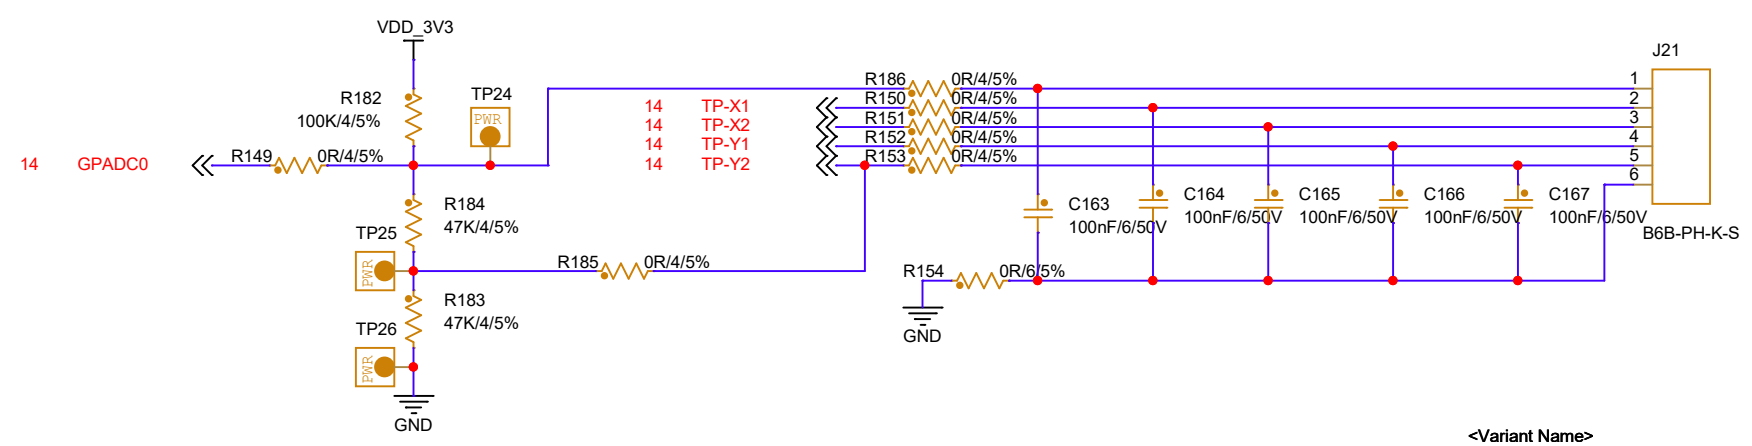 VDD_3V3
J21
R186 0R/4/5% 1
TP24
R182
100K/4/5%
PWR
14 TP-X1 R150 0R/4/5% 2
14 TP-X2 R151 0R/4/5% 3
14 TP-Y1 R152 0R/4/5% 4
14 GPADC0 R149 0R/4/5% 14 TP-Y2 R153 0R/4/5% 5
6
R184
47K/4/5%
C163
100nF/6/50V
C164
100nF/6/50V
C165
100nF/6/50V
C166
100nF/6/50V
C167
100nF/6/50V
B6B-PH-K-S
TP25
PWR
R185 0R/4/5%
R154 0R/6/5%
R183
47K/4/5%
TP26
PWR
GND
GND
<Variant Name>